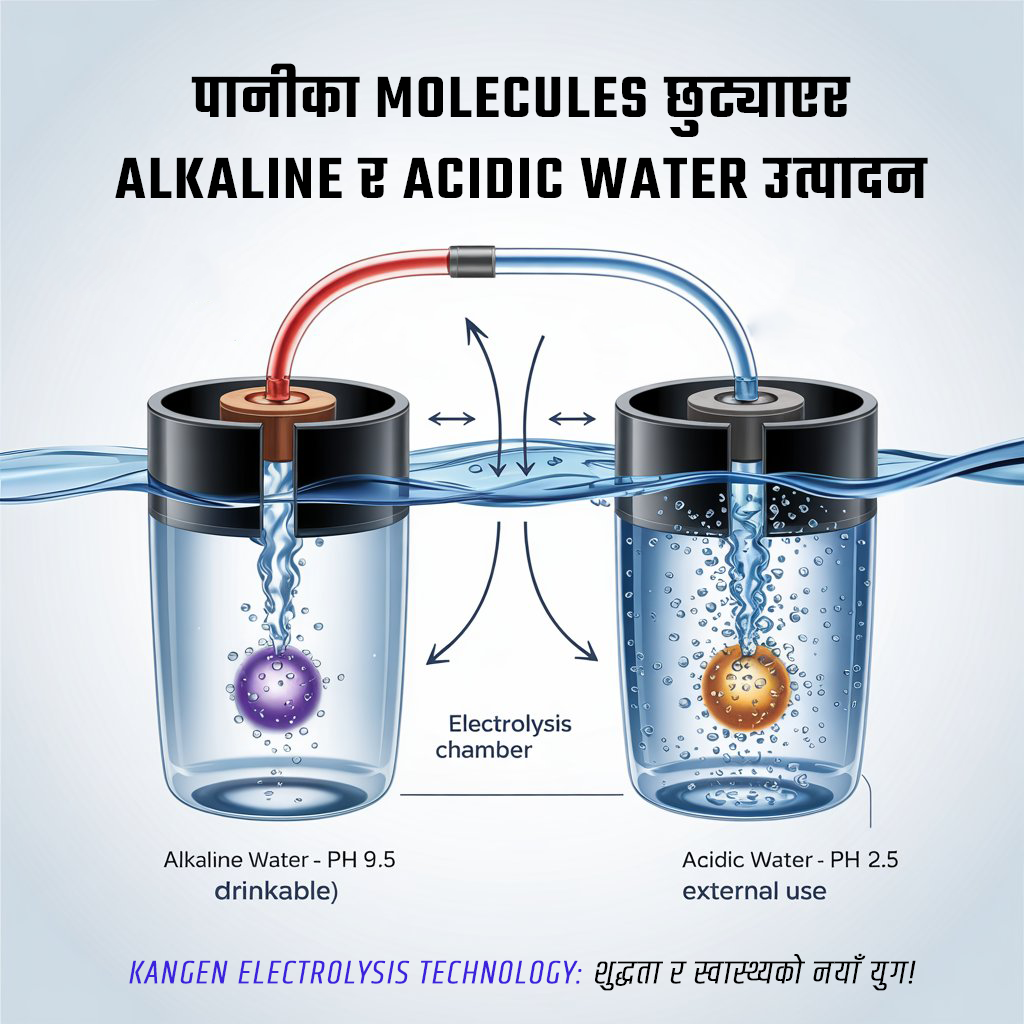 पानीका MOLECULES छुट्याएर
ALKALINE र ACIDIC WATER उत्पादन
Electrolysis
chamber
Alkaline Water - PH 9.5
drinkable)
Acidic Water - PH 2.5
external use
KANGEN ELECTROLYSIS TECHNOLOGY: शुद्धता र स्वास्थ्यको नयाँ युग!